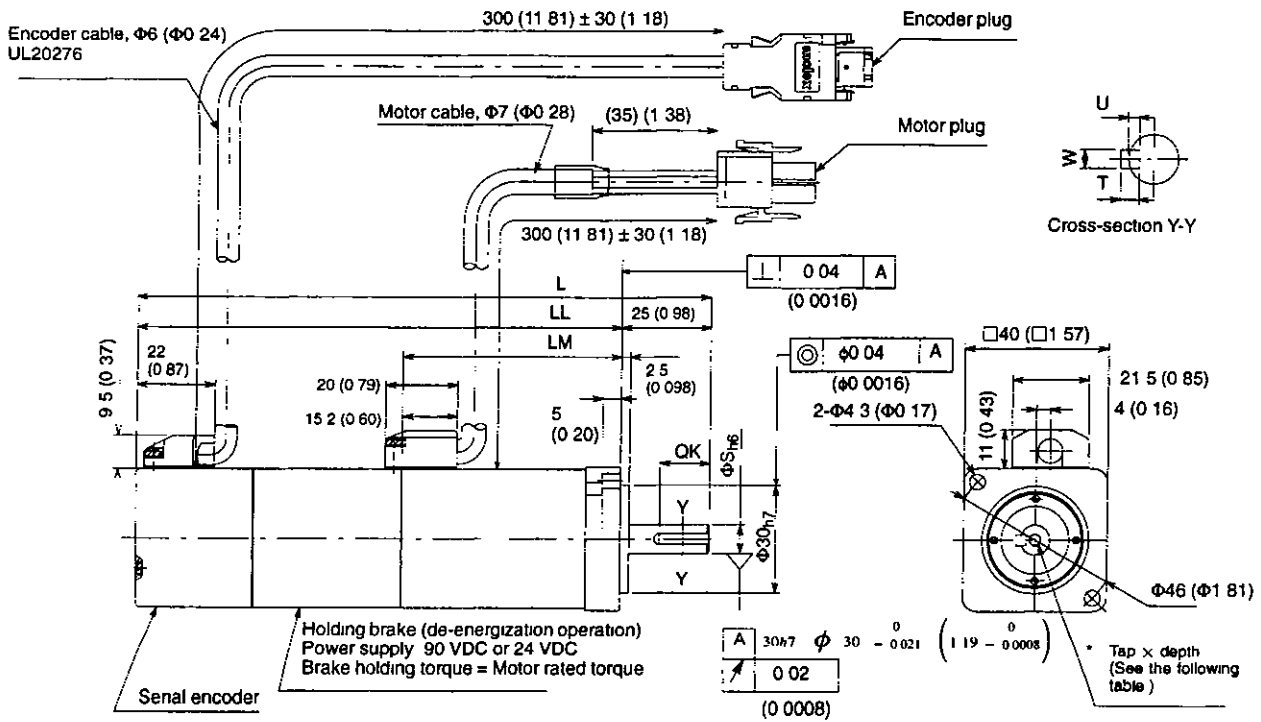 300 (11 81) ± 30 (1 18)
Encoder plug
Encoder cable, Φ6 (Φ0 24)
UL20276
Motor cable, Φ7 (Φ0 28)
(35) (1 38)
Motor plug
U
W
T
Cross-section Y-Y
300 (11 81) ± 30 (1 18)
⊥ 0 04 A
(0 0016)
L
LL
25 (0 98)
LM
◎ ϕ0 04 A
(ϕ0 0016)
□40 (□1 57)
22
(0 87)
9 5 (0 37)
20 (0 79)
15 2 (0 60)
2 5
(0 098)
5
(0 20)
21 5 (0 85)
4 (0 16)
2-Φ4 3 (Φ0 17)
11 (0 43)
QK
ΦSh6
Φ30h7
Y
Y
Φ46 (Φ1 81)
Holding brake (de-energization operation)
Power supply 90 VDC or 24 VDC
Brake holding torque = Motor rated torque
Senal encoder
A 30h7 ϕ 30 0 - 0 021 (1 19 0 - 0 0008)
0 02
(0 0008)
* Tap × depth
(See the following
table )